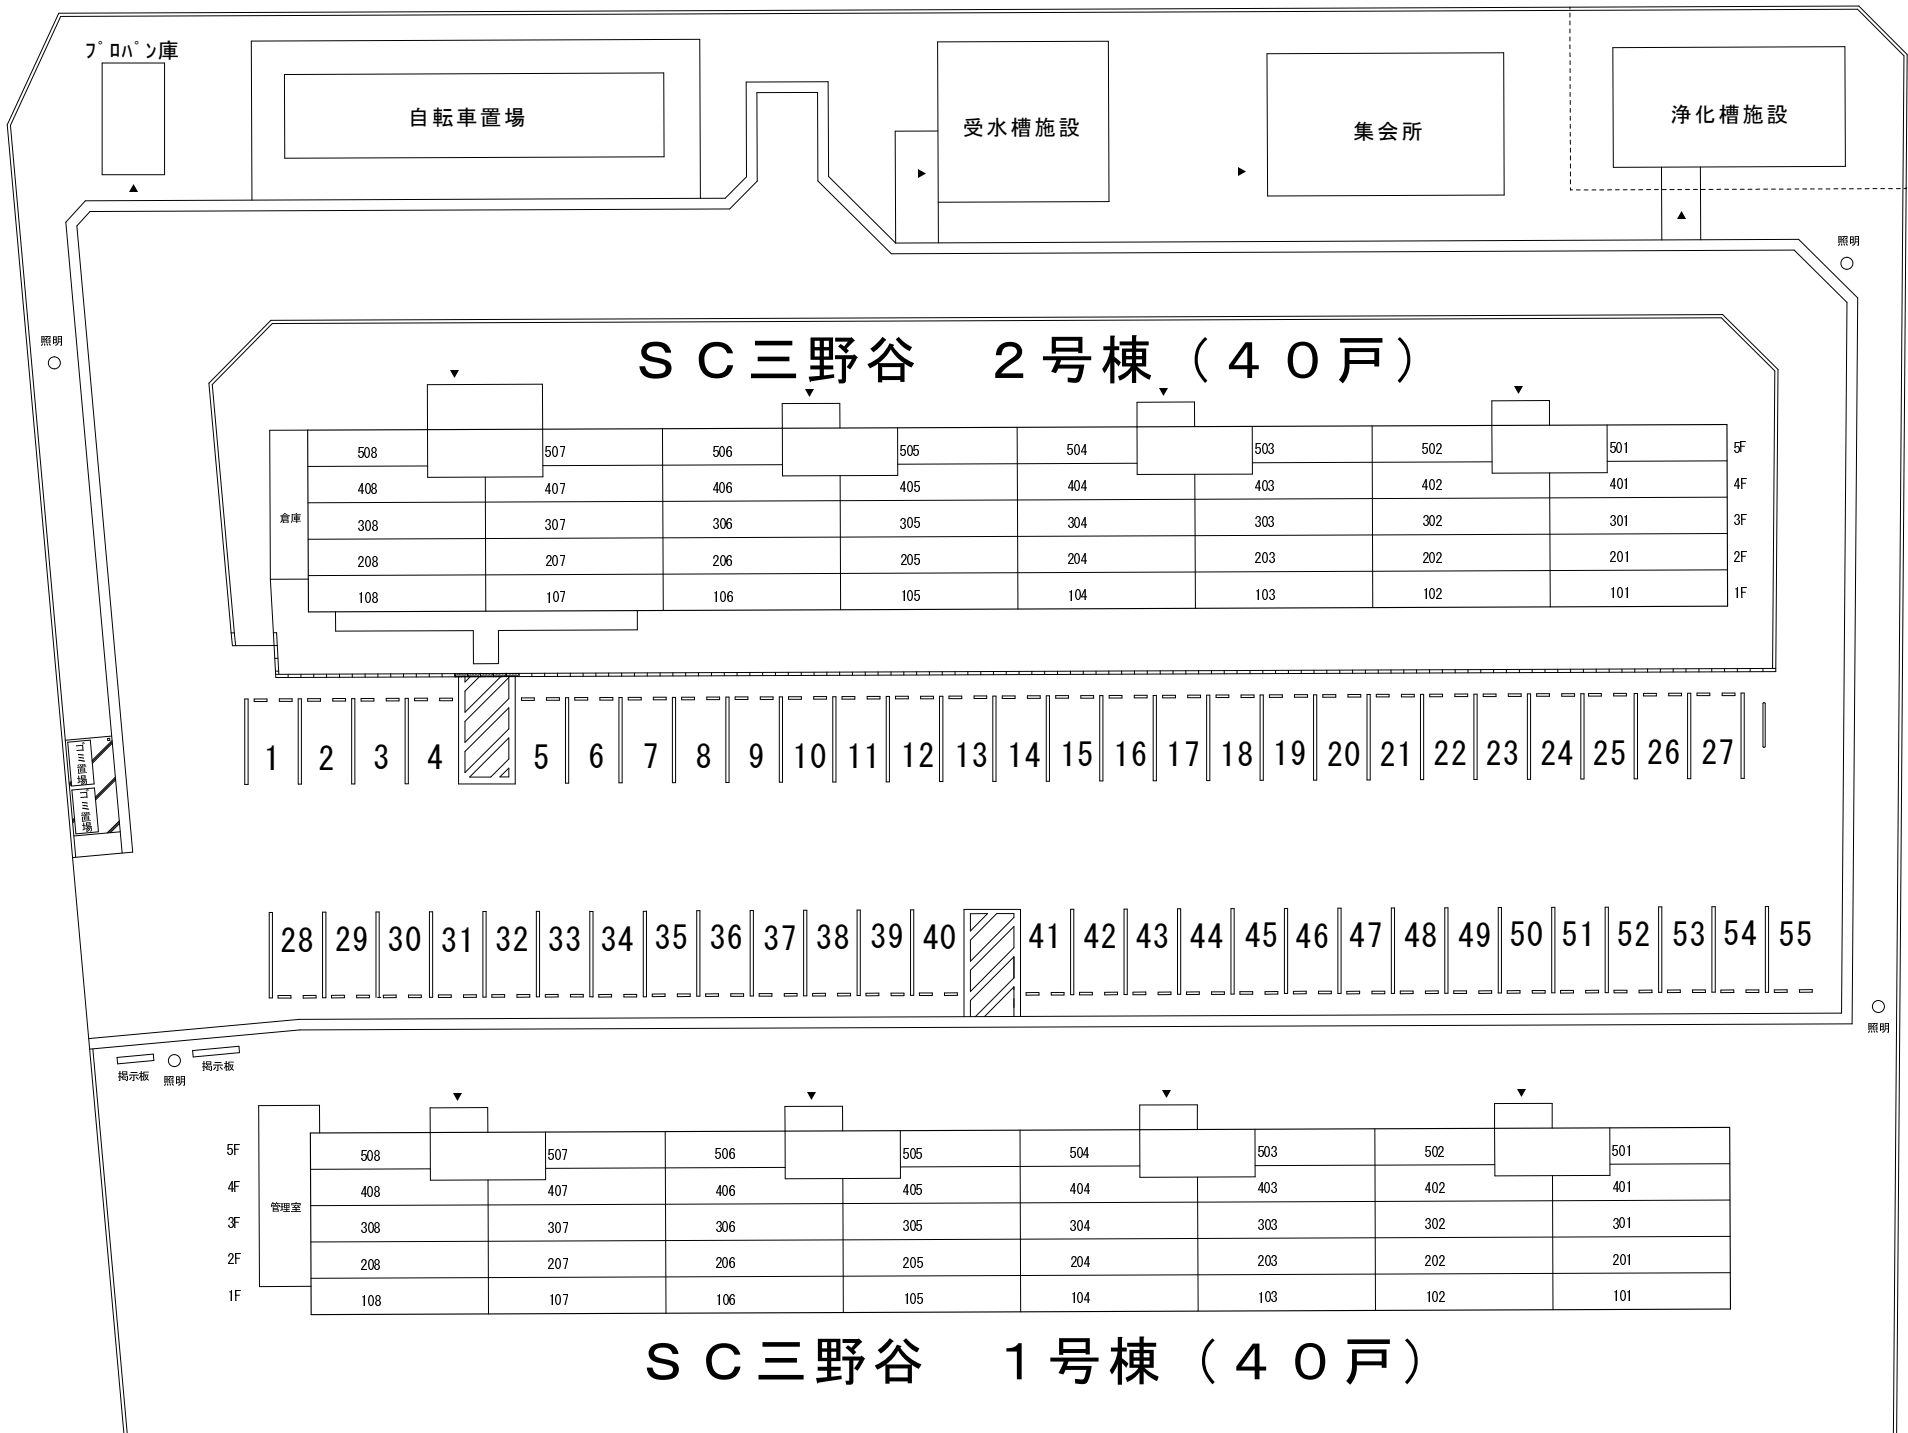 プロパン庫
自転車置場
受水槽施設
集会所
浄化槽施設
照明
照明
ＳＣ三野谷　２号棟（４０戸）
508 507 506 505 504 503 502 501 5F
408 407 406 405 404 403 402 401 4F
倉庫
308 307 306 305 304 303 302 301 3F
208 207 206 205 204 203 202 201 2F
108 107 106 105 104 103 102 101 1F
1 2 3 4 5 6 7 8 9 10 11 12 13 14 15 16 17 18 19 20 21 22 23 24 25 26 27
ゴミ置場
ゴミ置場
28 29 30 31 32 33 34 35 36 37 38 39 40 41 42 43 44 45 46 47 48 49 50 51 52 53 54 55
掲示板
照明
掲示板
照明
5F 508 507 506 505 504 503 502 501
4F 408 407 406 405 404 403 402 401
管理室
3F 308 307 306 305 304 303 302 301
2F 208 207 206 205 204 203 202 201
1F 108 107 106 105 104 103 102 101
ＳＣ三野谷　１号棟（４０戸）